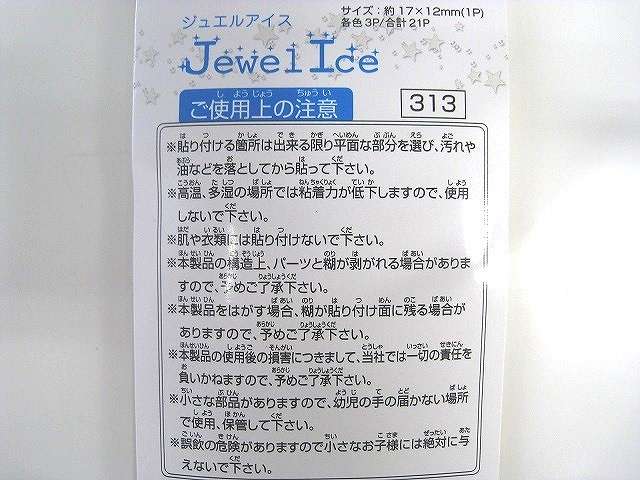 サイズ：約17×12mm(1P)
各色3P/合計21P
ジュエルアイス
Jewel Ice
ご使用上の注意
313
※貼り付ける箇所は出来る限り平面な部分を選び、汚れや
油などを落としてから貼って下さい。
※高温、多湿の場所では粘着力が低下しますので、使用
しないで下さい。
※肌や衣類には貼り付けないで下さい。
※本製品の構造上、パーツと糊が剥がれる場合がありま
すので、予めご了承下さい。
※本製品をはがす場合、糊が貼り付け面に残る場合が
ありますので、予めご了承下さい。
※本製品の使用後の損害につきまして、当社では一切の責任を
負いかねますので、予めご了承下さい。
※小さな部品がありますので、幼児の手の届かない場所
で使用、保管して下さい。
※誤飲の危険がありますので小さなお子様には絶対に与
えないで下さい。